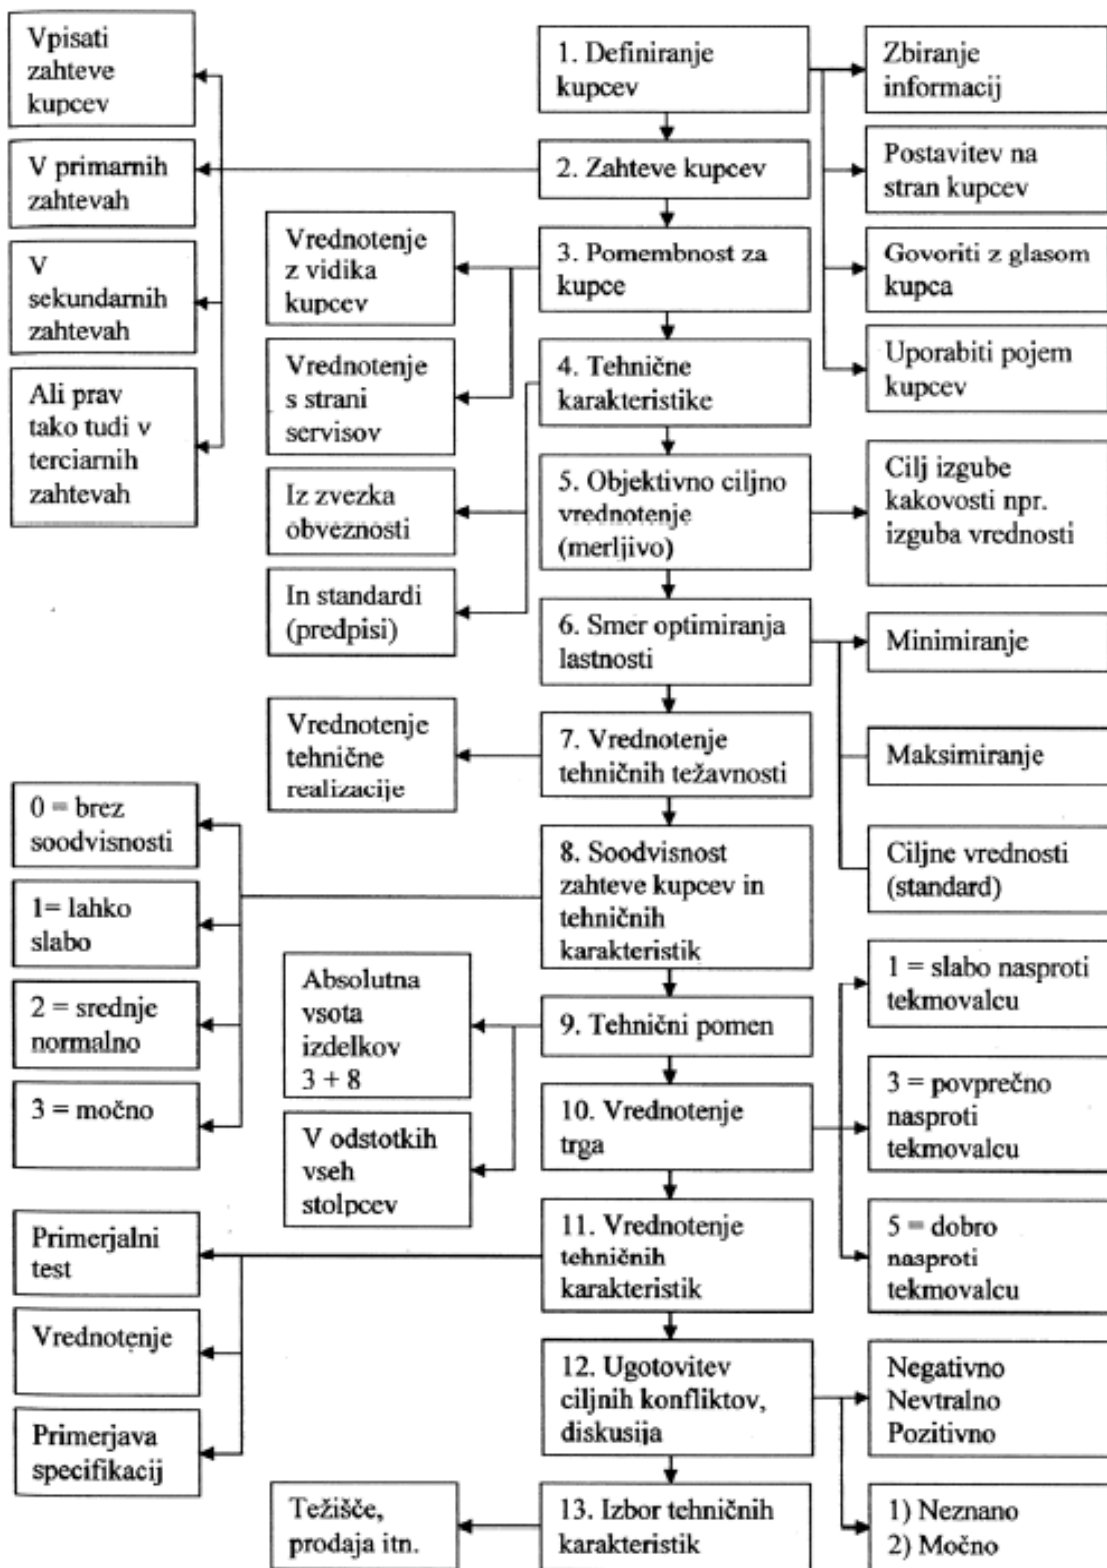 Vpisati
zahteve
kupcev
V primarnih
zahtevah
V
sekundarnih
zahtevah
Ali prav
tako tudi v
terciarnih
zahtevah
1. Definiranje
kupcev
Zbiranje
informacij
Postavitev na
stran kupcev
Govoriti z glasom
kupca
Uporabiti pojem
kupcev
2. Zahteve kupcev
3. Pomembnost za
kupce
Vrednotenje
z vidika
kupcev
Vrednotenje
s strani
servisov
4. Tehnične
karakteristike
Iz zvezka
obveznosti
In standardi
(predpisi)
5. Objektivno ciljno
vrednotenje
(merljivo)
Cilj izgube
kakovosti npr.
izguba vrednosti
6. Smer optimiranja
lastnosti
Minimiranje
Maksimiranje
Ciljne vrednosti
(standard)
7. Vrednotenje
tehničnih težavnosti
Vrednotenje
tehnične
realizacije
8. Soodvisnost
zahteve kupcev in
tehničnih
karakteristik
0 = brez
soodvisnosti
1= lahko
slabo
2 = srednje
normalno
3 = močno
9. Tehnični pomen
Absolutna
vsota
izdelkov
3 + 8
V odstotkih
vseh
stolpcev
10. Vrednotenje
trga
1 = slabo nasproti
tekmovalcu
3 = povprečno
nasproti
tekmovalcu
5 = dobro
nasproti
tekmovalcu
11. Vrednotenje
tehničnih
karakteristik
Primerjalni
test
Vrednotenje
Primerjava
specifikacij
12. Ugotovitev
ciljnih konfliktov,
diskusija
Negativno
Nevtralno
Pozitivno
1) Neznano
2) Močno
13. Izbor tehničnih
karakteristik
Težišče,
prodaja itn.